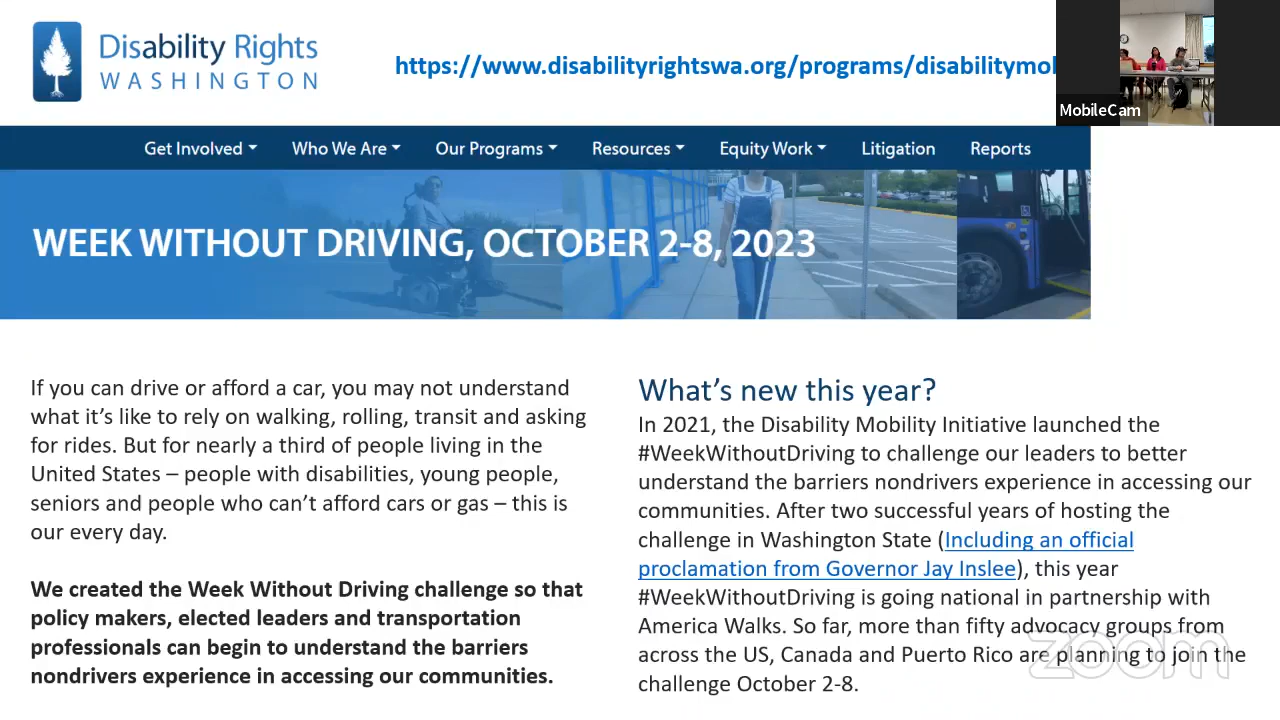 Disability Rights
WASHINGTON
https://www.disabilityrightswa.org/programs/disabilitymo
MobileCam
Get Involved
Who We Are
Our Programs
Resources
Equity Work
Litigation
Reports
WEEK WITHOUT DRIVING, OCTOBER 2-8, 2023
If you can drive or afford a car, you may not understand
what it’s like to rely on walking, rolling, transit and asking
for rides. But for nearly a third of people living in the
United States – people with disabilities, young people,
seniors and people who can’t afford cars or gas – this is
our every day.
We created the Week Without Driving challenge so that
policy makers, elected leaders and transportation
professionals can begin to understand the barriers
nondrivers experience in accessing our communities.
What’s new this year?
In 2021, the Disability Mobility Initiative launched the
#WeekWithoutDriving to challenge our leaders to better
understand the barriers nondrivers experience in accessing our
communities. After two successful years of hosting the
challenge in Washington State (Including an official
proclamation from Governor Jay Inslee), this year
#WeekWithoutDriving is going national in partnership with
America Walks. So far, more than fifty advocacy groups from
across the US, Canada and Puerto Rico are planning to join the
challenge October 2-8.
zoom